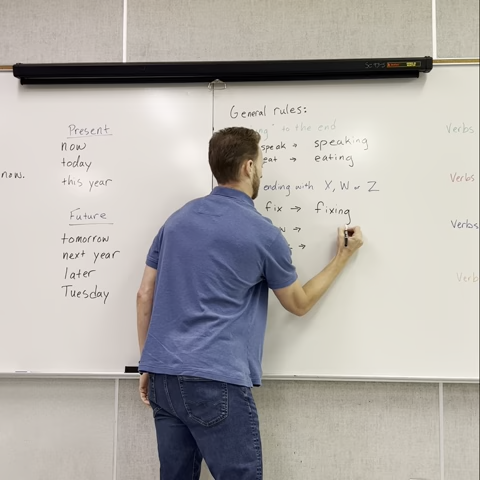 now.
Present
now
today
this year
Future
tomorrow
next year
later
Tuesday
General rules:
to the end
speak → speaking
eat → eating
ending with X, W or Z
fix → fixing
→
→
Verbs
Verbs
Verbs
Verbs